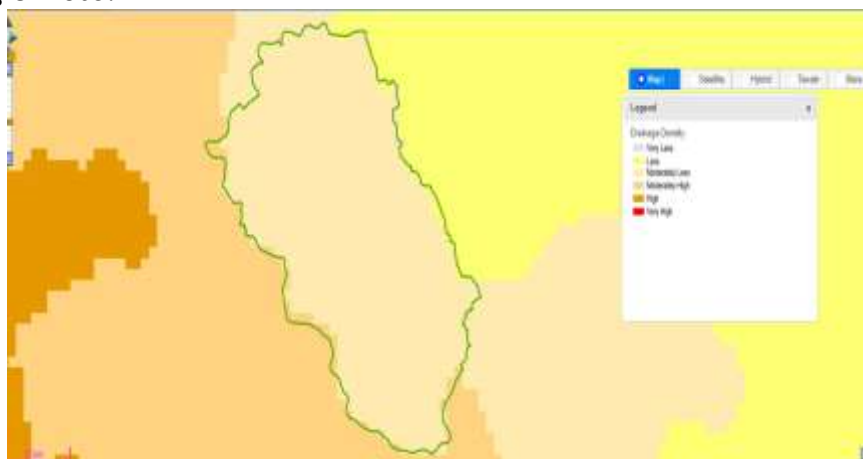 Map
Satellite
Hybrid
Terrain
Legend
Drainage Density
Very Less
Less
Moderately Less
Moderately High
High
Very High